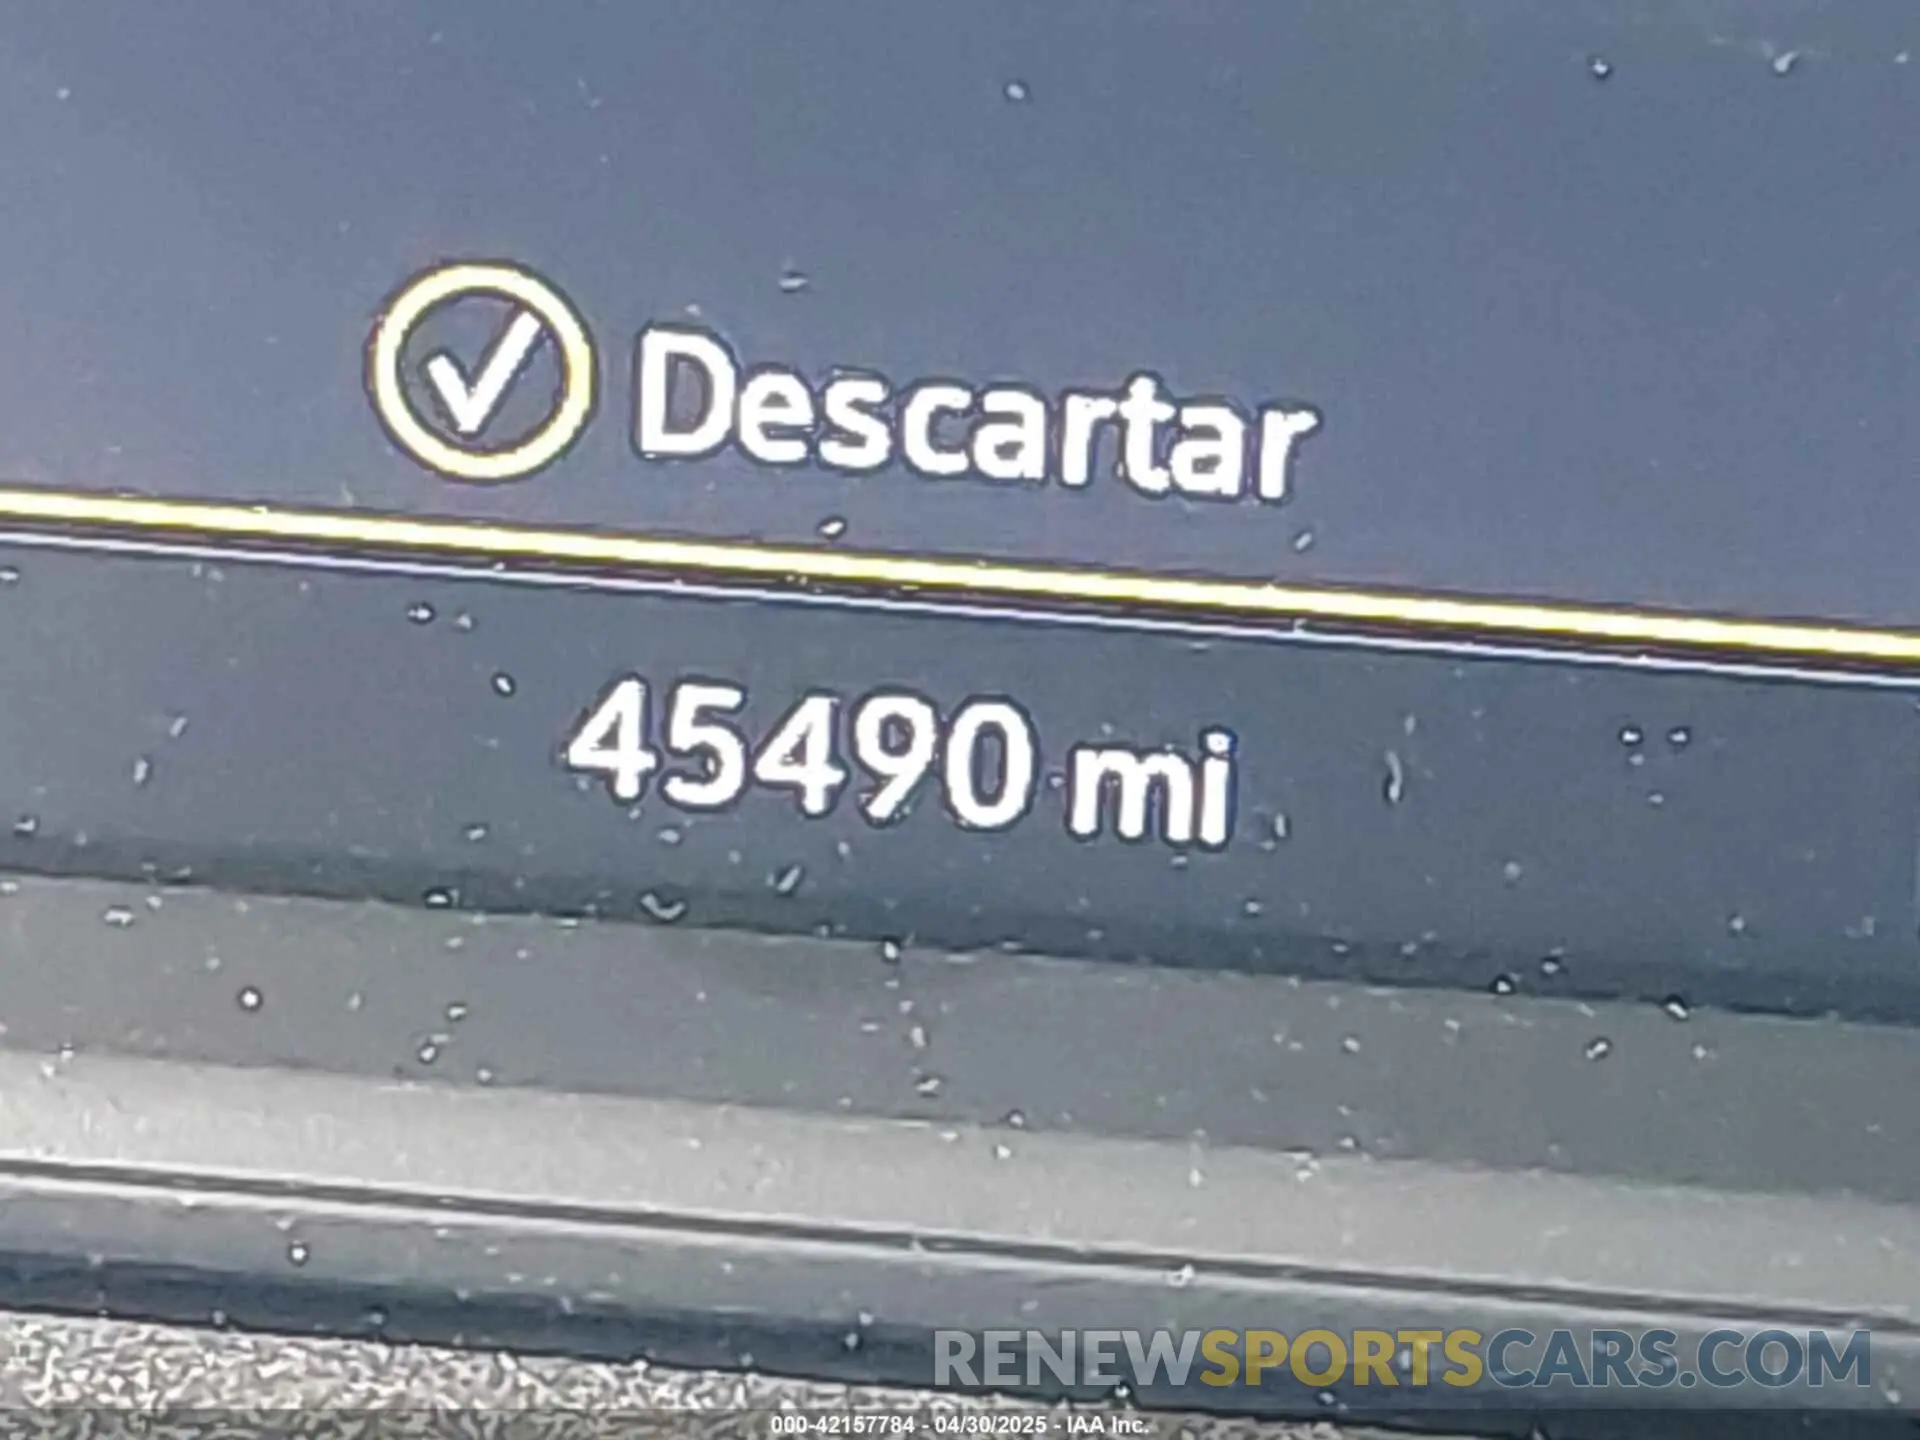 Descartar
45490 mi
RENEWSPORTSCARS.COM
000-42157784 - 04/30/2025 - IAA Inc.